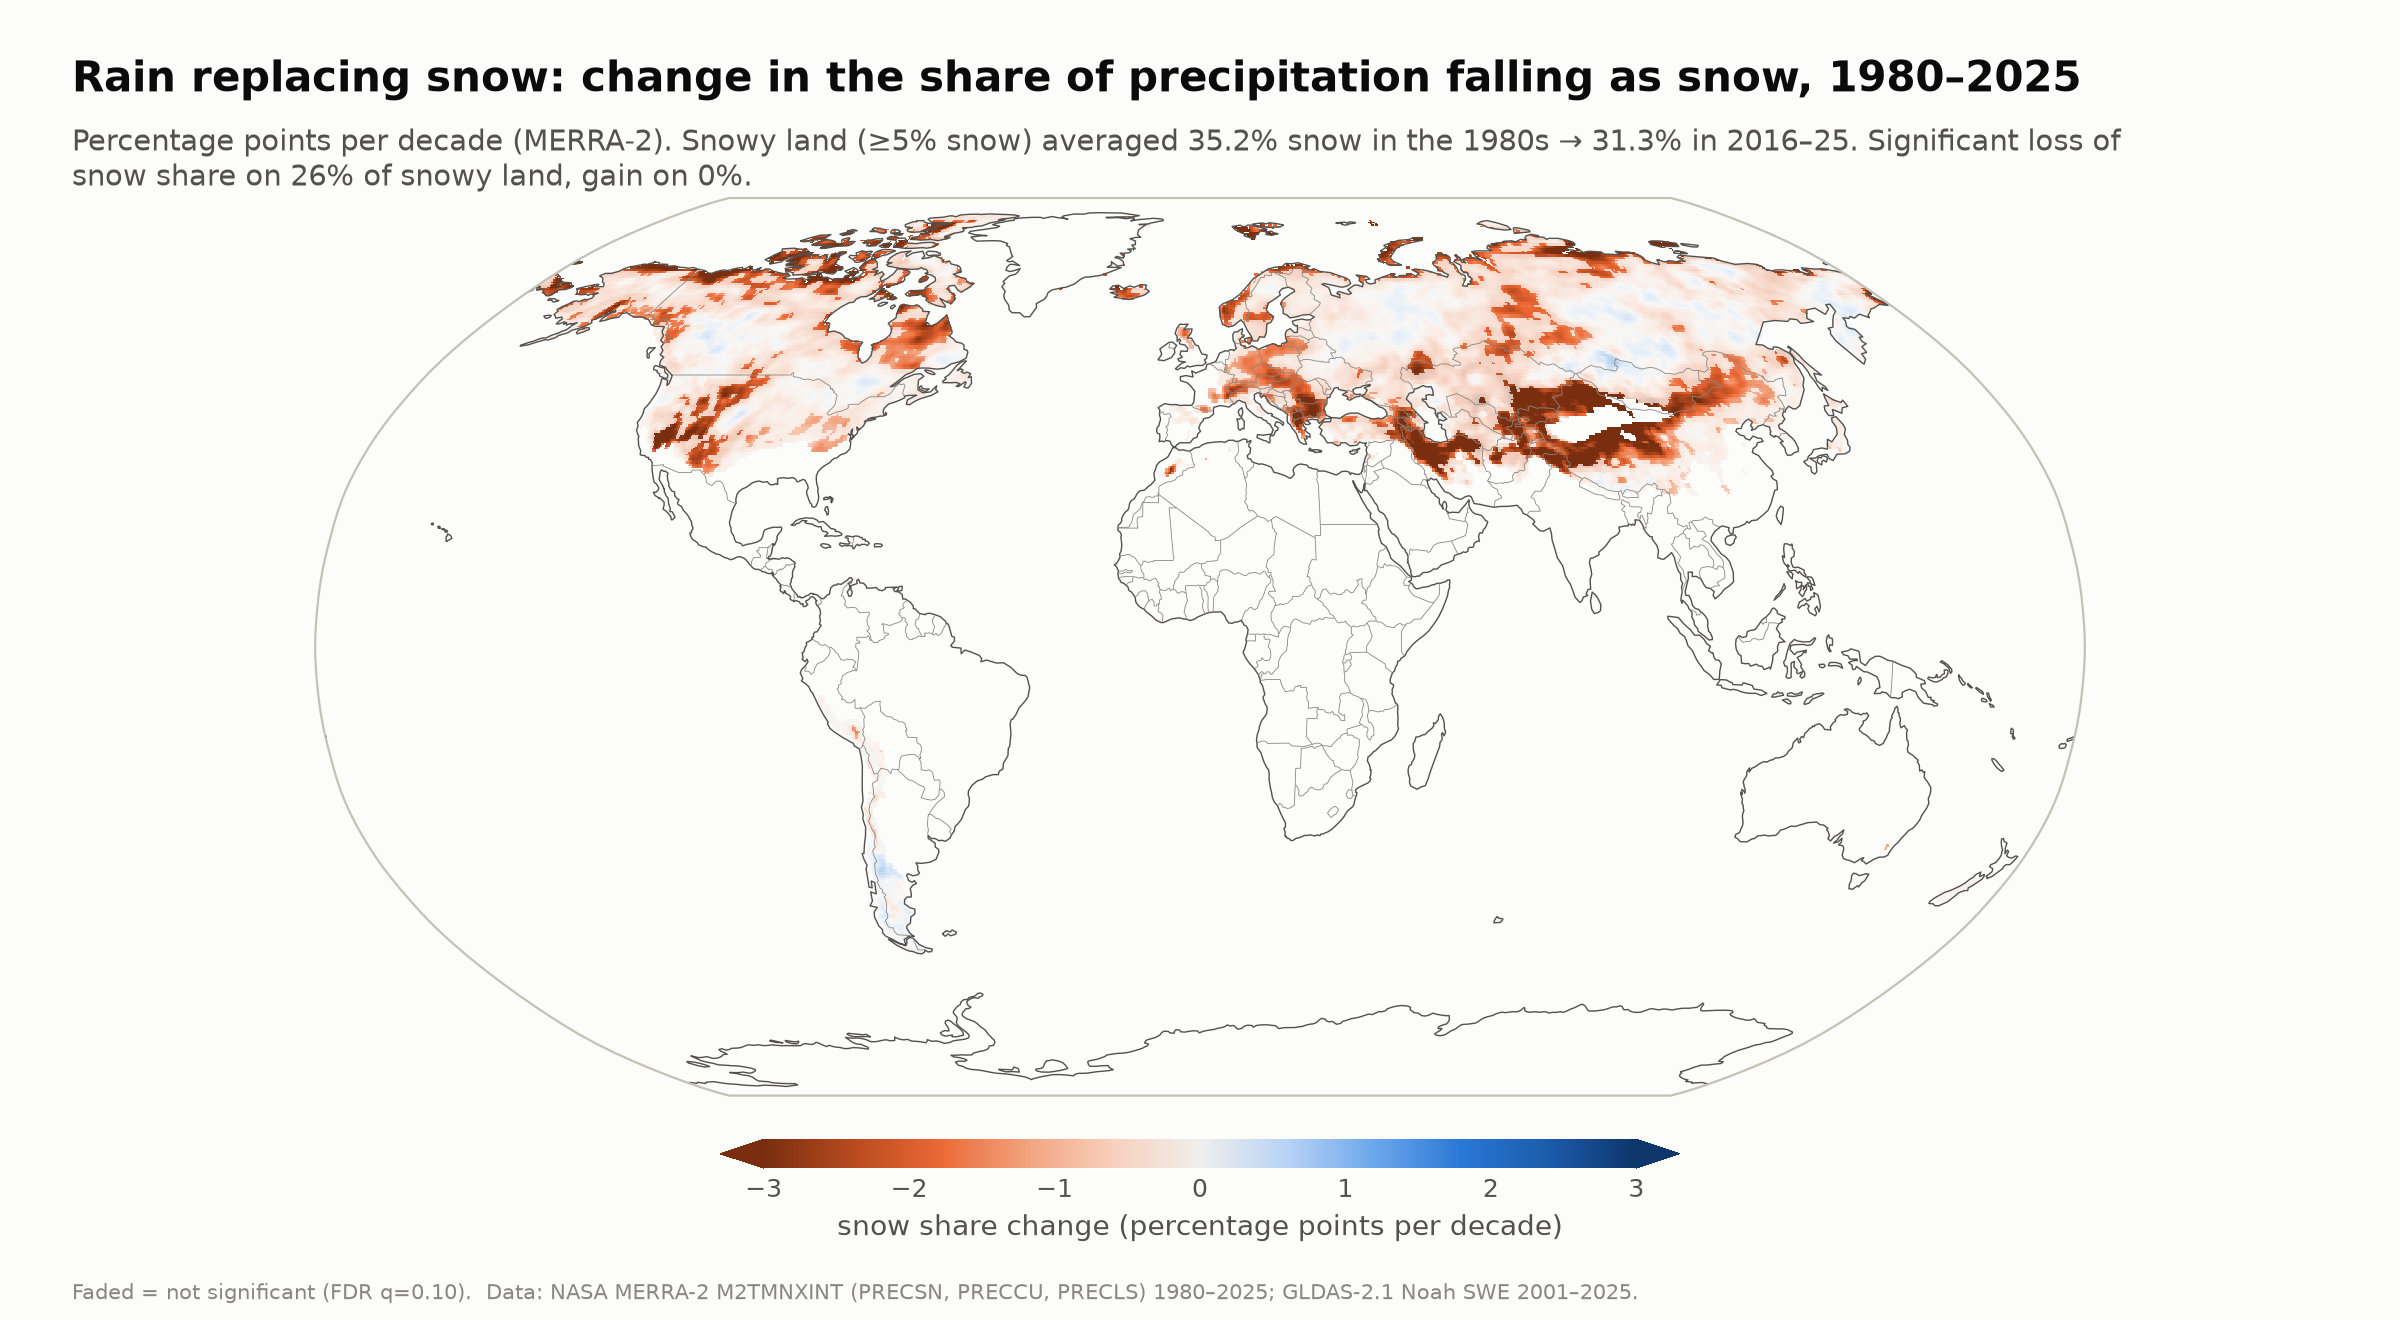 Rain replacing snow: change in the share of precipitation falling as snow, 1980–2025
Percentage points per decade (MERRA-2). Snowy land (≥5% snow) averaged 35.2% snow in the 1980s → 31.3% in 2016–25. Significant loss of
snow share on 26% of snowy land, gain on 0%.
−3 −2 −1 0 1 2 3
snow share change (percentage points per decade)
Faded = not significant (FDR q=0.10).  Data: NASA MERRA-2 M2TMNXINT (PRECSN, PRECCU, PRECLS) 1980–2025; GLDAS-2.1 Noah SWE 2001–2025.